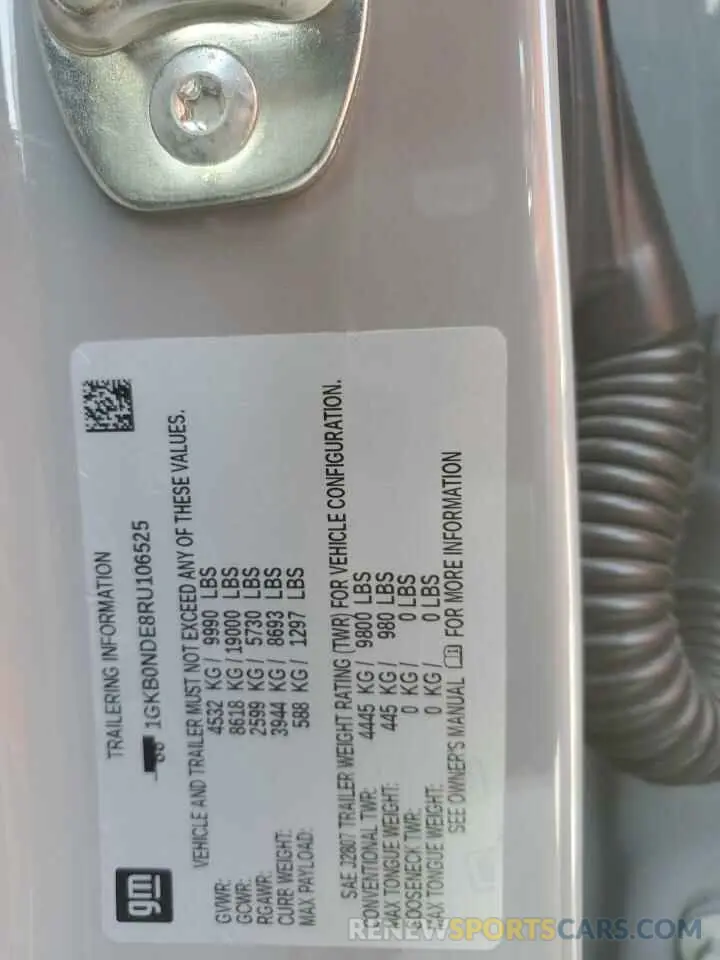 gm
TRAILERING INFORMATION
1GKB0NDE8RU106525
VEHICLE AND TRAILER MUST NOT EXCEED ANY OF THESE VALUES.
GVWR: 4532 KG / 9990 LBS
GCWR: 8618 KG / 19000 LBS
RGAWR: 2599 KG / 5730 LBS
CURB WEIGHT: 3944 KG / 8693 LBS
MAX PAYLOAD: 588 KG / 1297 LBS
SAE J2807 TRAILER WEIGHT RATING (TWR) FOR VEHICLE CONFIGURATION.
CONVENTIONAL TWR: 4445 KG / 9800 LBS
MAX TONGUE WEIGHT: 445 KG / 980 LBS
GOOSENECK TWR: 0 KG / 0 LBS
MAX TONGUE WEIGHT: 0 KG / 0 LBS
SEE OWNER'S MANUAL FOR MORE INFORMATION
RENEWSPORTSCARS.COM